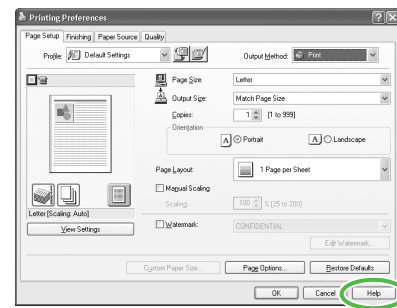 Printing Preferences
Page Setup Finishing Paper Source Quality
Profile: Default Settings Output Method: Print
Page Size: Letter
Output Size: Match Page Size
Copies: 1 [1 to 999]
Orientation
A Portrait A Landscape
Page Layout: 1 Page per Sheet
Manual Scaling
Scaling: 100 % [25 to 200]
Letter [Scaling: Auto]
View Settings
Watermark: CONFIDENTIAL
Edit Watermark...
Custom Paper Size... Page Options... Restore Defaults
OK Cancel Help